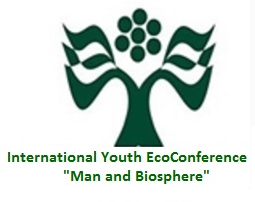 International Youth EcoConference
"Man and Biosphere"